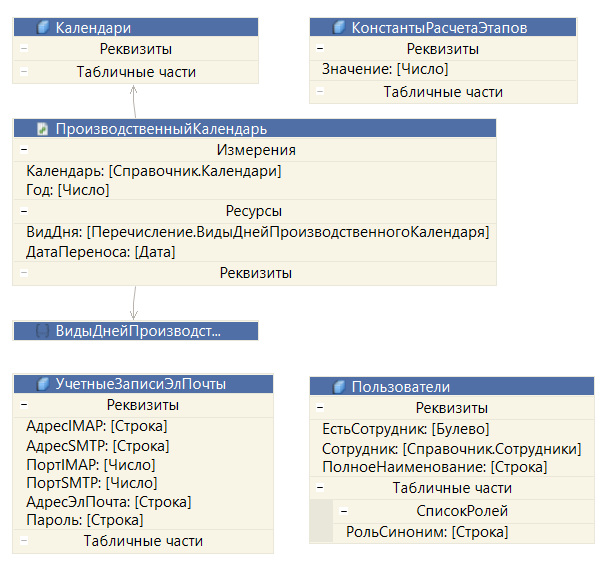 Календари
Реквизиты
Табличные части
КонстантыРасчетаЭтапов
Реквизиты
Значение: [Число]
Табличные части
ПроизводственныйКалендарь
Измерения
Календарь: [Справочник.Календари]
Год: [Число]
Ресурсы
ВидДня: [Перечисление.ВидыДнейПроизводственногоКалендаря]
ДатаПереноса: [Дата]
Реквизиты
ВидыДнейПроизводст...
УчетныеЗаписиЭлПочты
Реквизиты
АдресIMAP: [Строка]
АдресSMTP: [Строка]
ПортIMAP: [Число]
ПортSMTP: [Число]
АдресЭлПочта: [Строка]
Пароль: [Строка]
Табличные части
Пользователи
Реквизиты
ЕстьСотрудник: [Булево]
Сотрудник: [Справочник.Сотрудники]
ПолноеНаименование: [Строка]
Табличные части
СписокРолей
РольСиноним: [Строка]